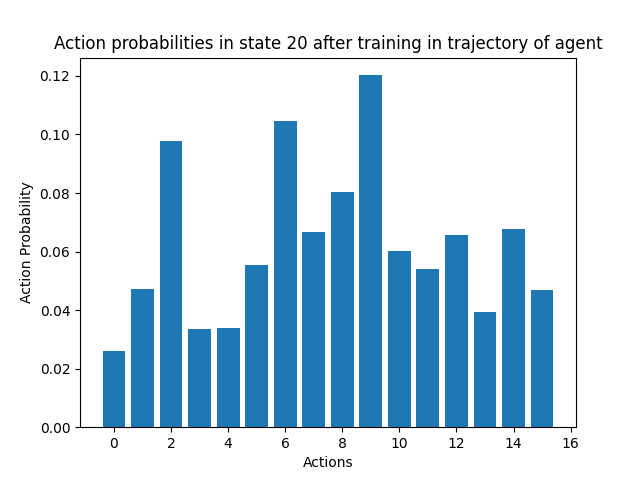 Action probabilities in state 20 after training in trajectory of agent
0.12
0.10
0.08
0.06
0.04
0.02
0.00
Action Probability
0 2 4 6 8 10 12 14 16
Actions